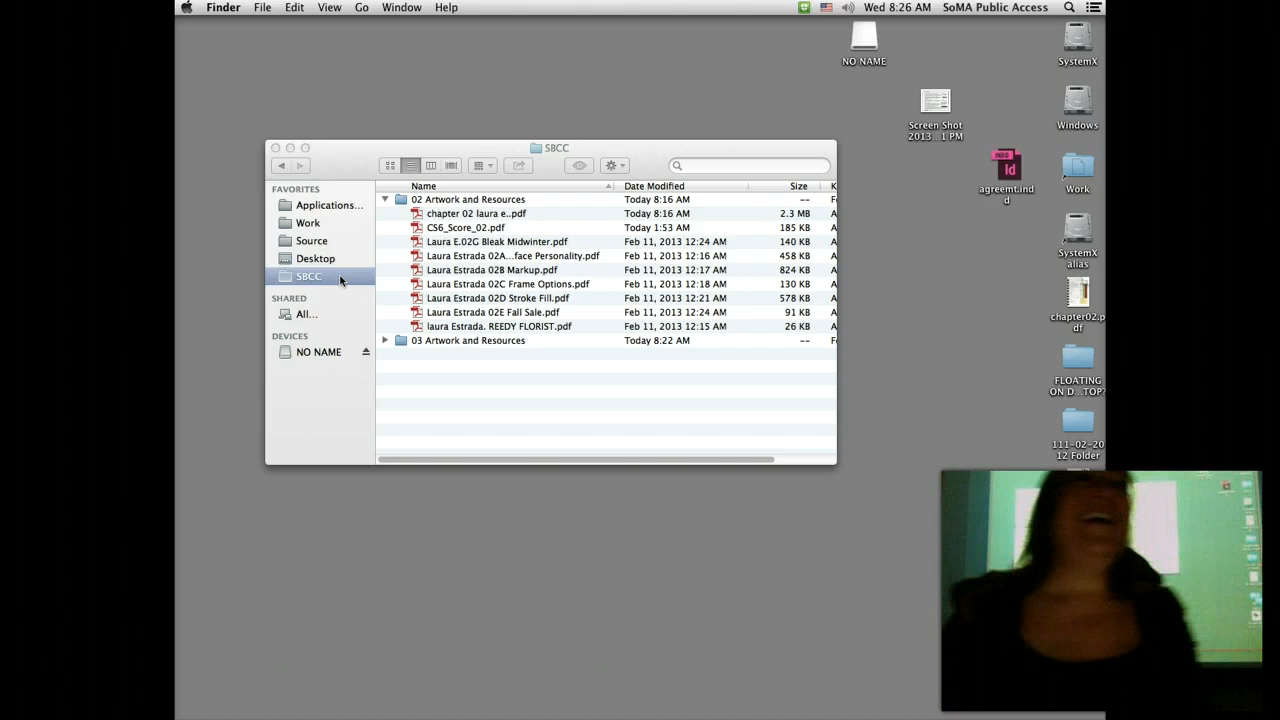 Finder File Edit View Go Window Help Wed 8:26 AM SoMA Public Access
NO NAME
SystemX
Screen Shot
2013...1 PM
Windows
INDD
Id
agreemt.ind
d
Work
SystemX
alias
chapter02.p
df
FLOATING
ON D...TOP?
111-02-20
12 Folder
SBCC
FAVORITES
Applications...
Work
Source
Desktop
SBCC
SHARED
All...
DEVICES
NO NAME
Name Date Modified Size K
02 Artwork and Resources Today 8:16 AM -- Fo
chapter 02 laura e..pdf Today 8:16 AM 2.3 MB A
CS6_Score_02.pdf Today 1:53 AM 185 KB A
Laura E.02G Bleak Midwinter.pdf Feb 11, 2013 12:24 AM 140 KB A
Laura Estrada 02A...face Personality.pdf Feb 11, 2013 12:16 AM 458 KB A
Laura Estrada 02B Markup.pdf Feb 11, 2013 12:17 AM 824 KB A
Laura Estrada 02C Frame Options.pdf Feb 11, 2013 12:18 AM 130 KB A
Laura Estrada 02D Stroke Fill.pdf Feb 11, 2013 12:21 AM 578 KB A
Laura Estrada 02E Fall Sale.pdf Feb 11, 2013 12:24 AM 91 KB A
laura Estrada. REEDY FLORIST.pdf Feb 11, 2013 12:15 AM 26 KB A
03 Artwork and Resources Today 8:22 AM -- Fo